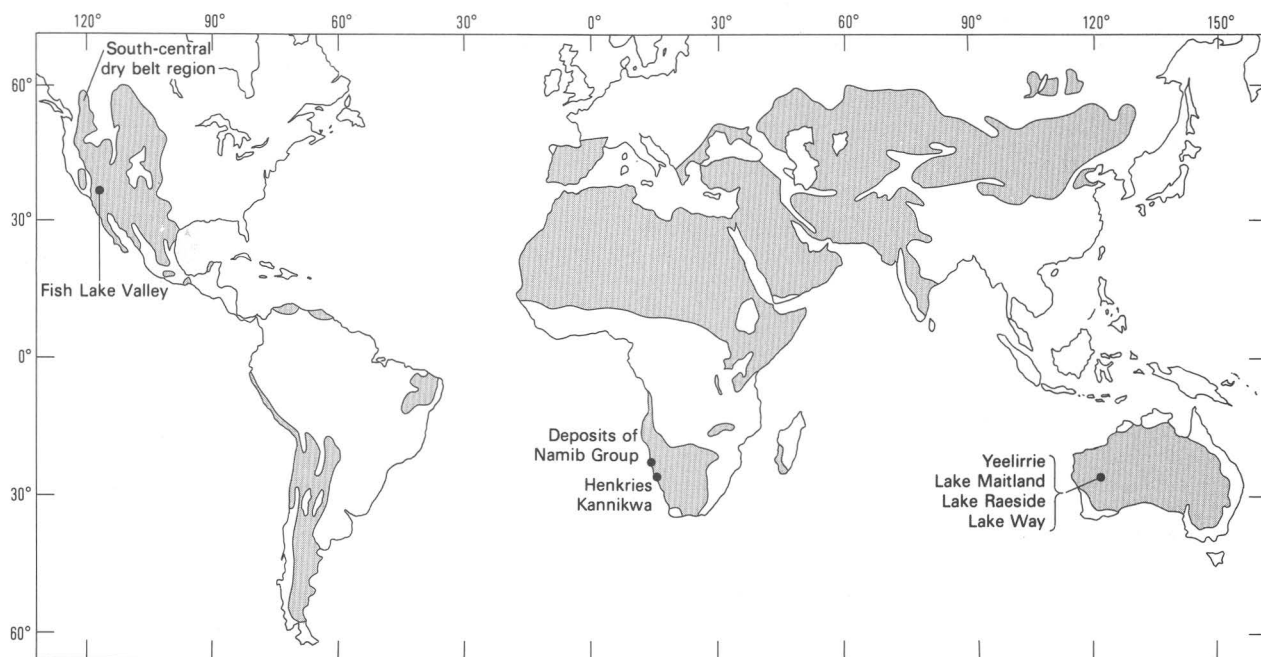 120° 90° 60° 30° 0° 30° 60° 90° 120° 150°
South-central
dry belt region
60°
30°
Fish Lake Valley
0°
Deposits of
Namib Group
Henkries
Kannikwa
Yeelirrie
Lake Maitland
Lake Raeside
Lake Way
30°
60°